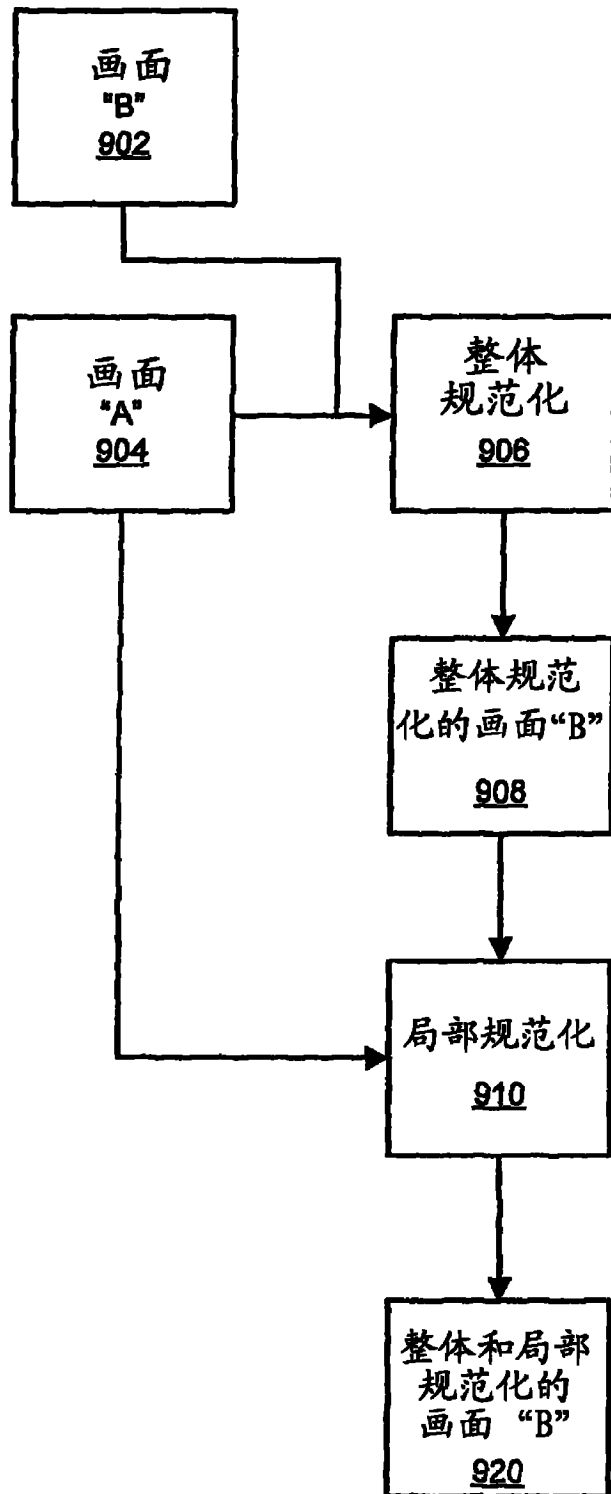 画面
"B"
902
画面
"A"
904
整体
规范化
906
整体规范
化的画面“B”
908
局部规范化
910
整体和局部
规范化的
画面 “B”
920